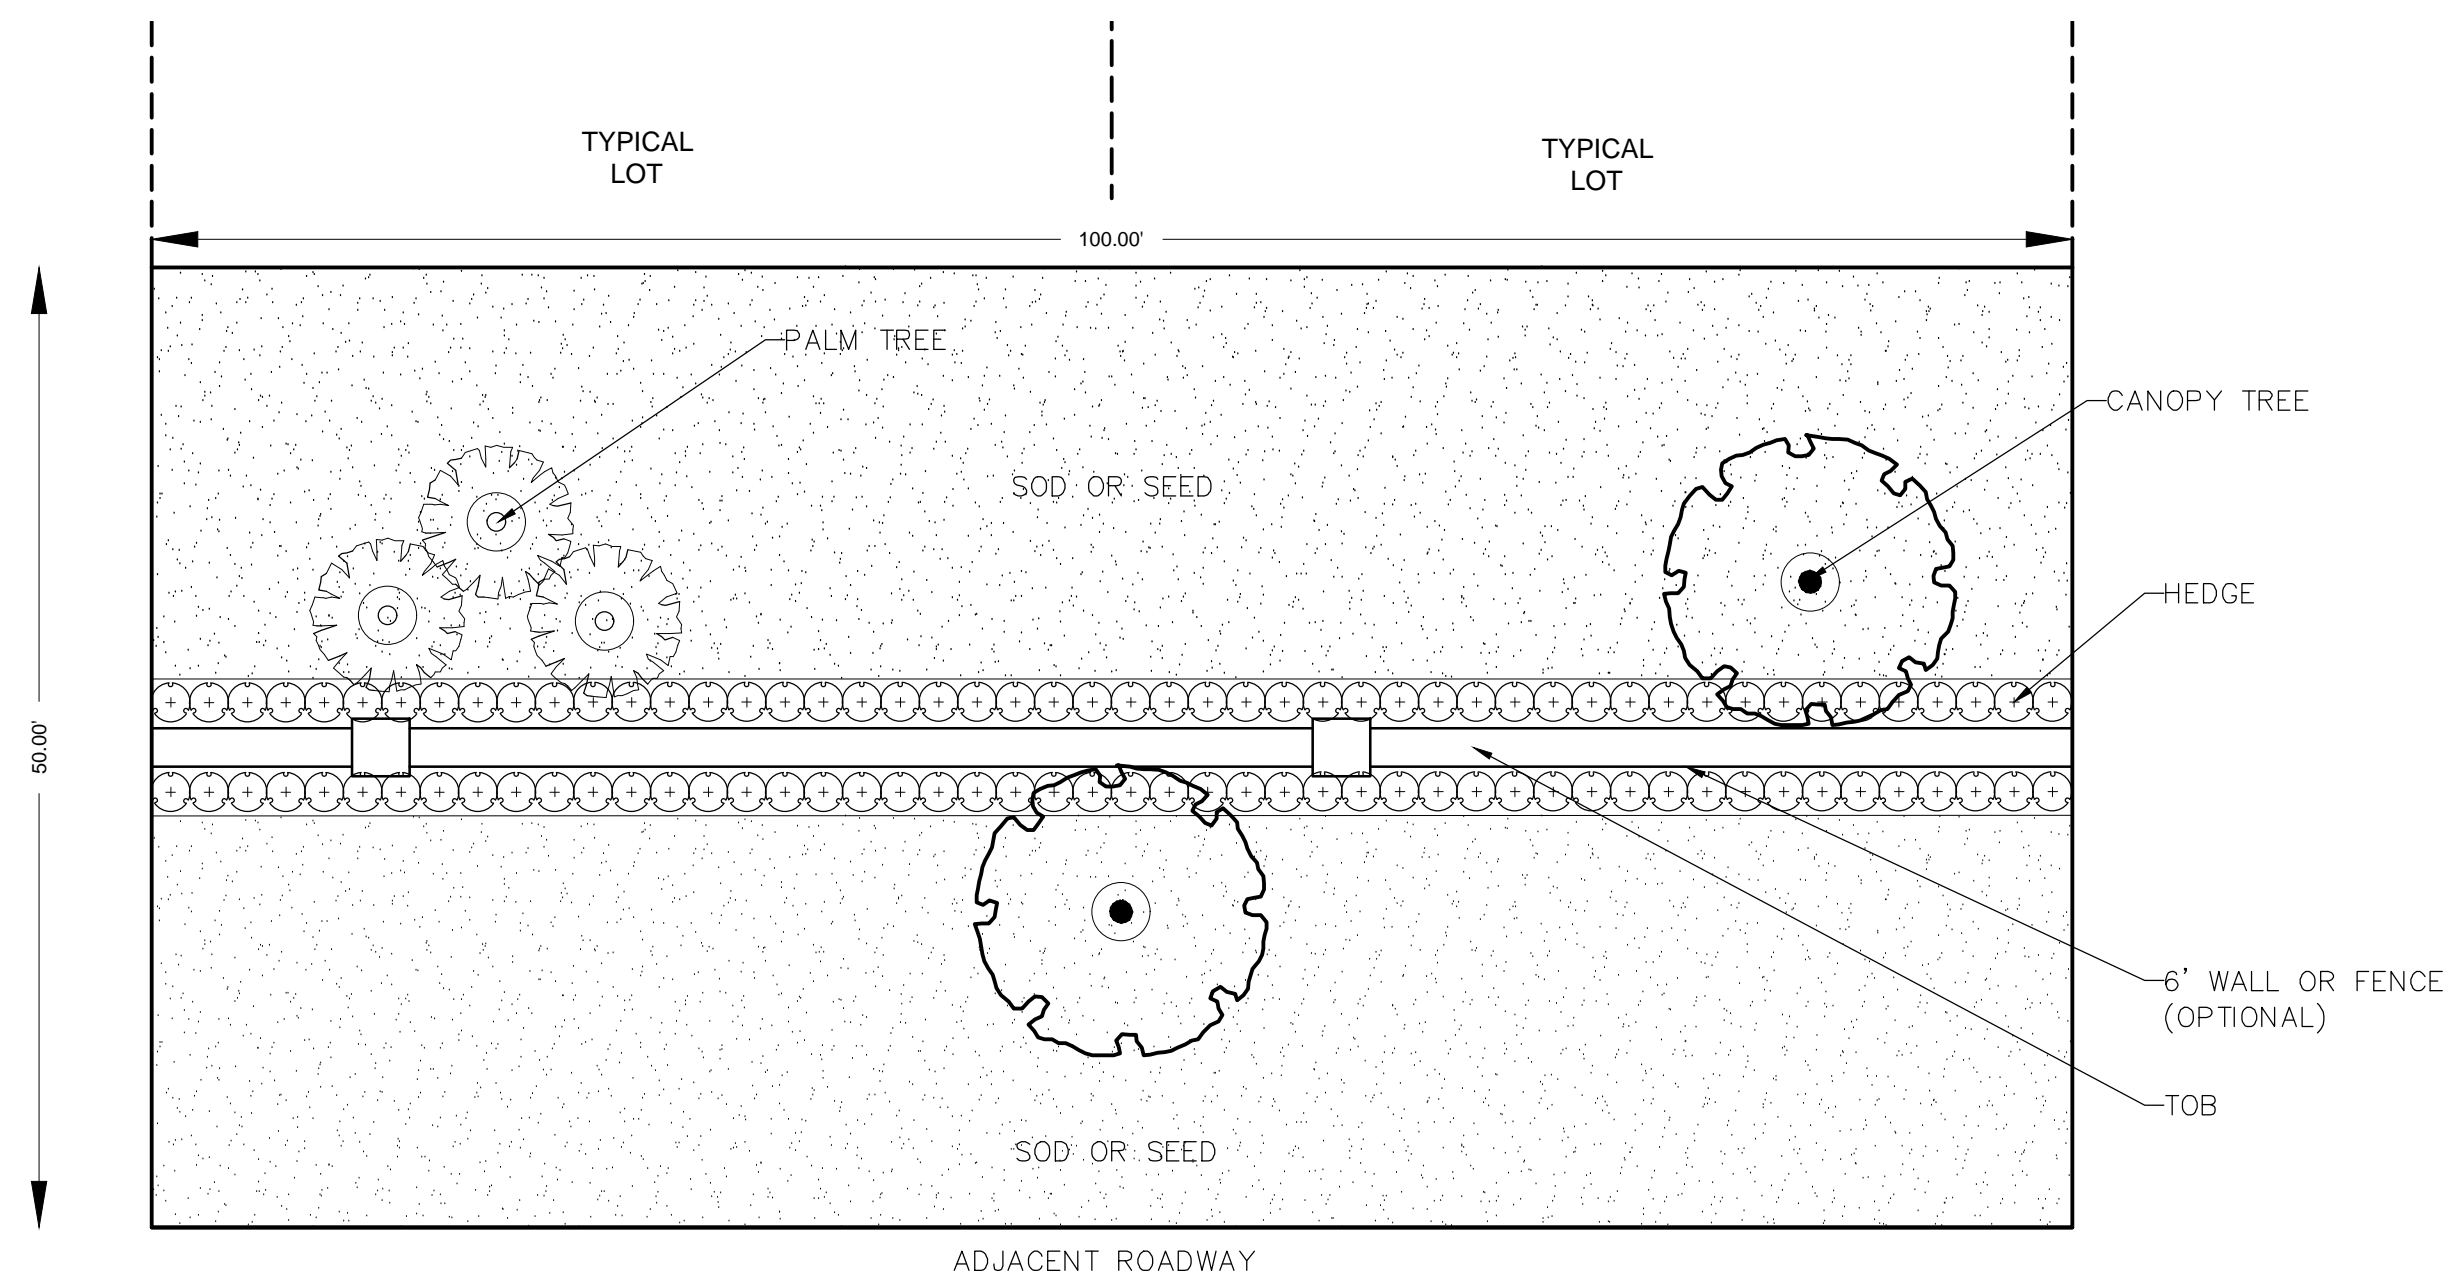 TYPICAL
LOT
TYPICAL
LOT
100.00'
PALM TREE
CANOPY TREE
SOD OR SEED
HEDGE
50.00'
6' WALL OR FENCE
(OPTIONAL)
TOB
SOD OR SEED
ADJACENT ROADWAY